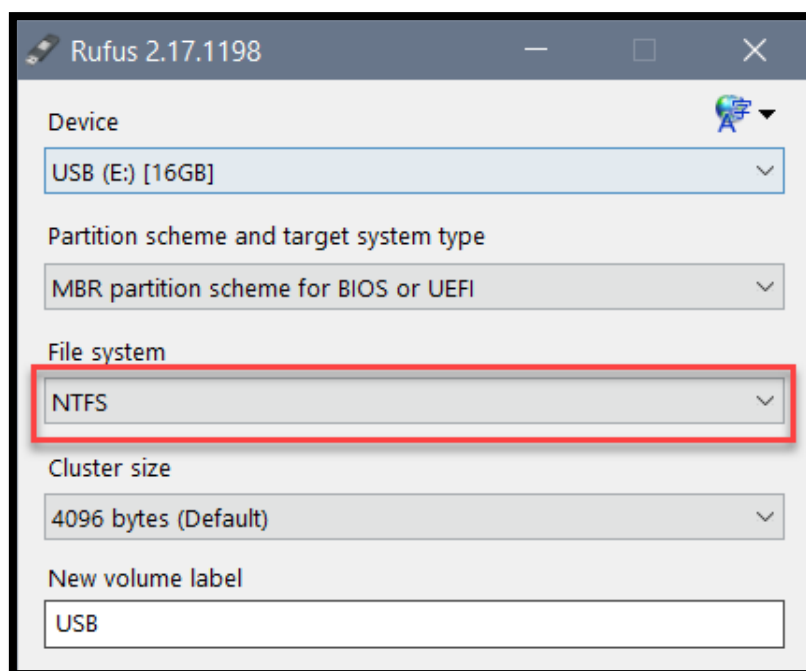 Rufus 2.17.1198
Device
USB (E:) [16GB]
Partition scheme and target system type
MBR partition scheme for BIOS or UEFI
File system
NTFS
Cluster size
4096 bytes (Default)
New volume label
USB